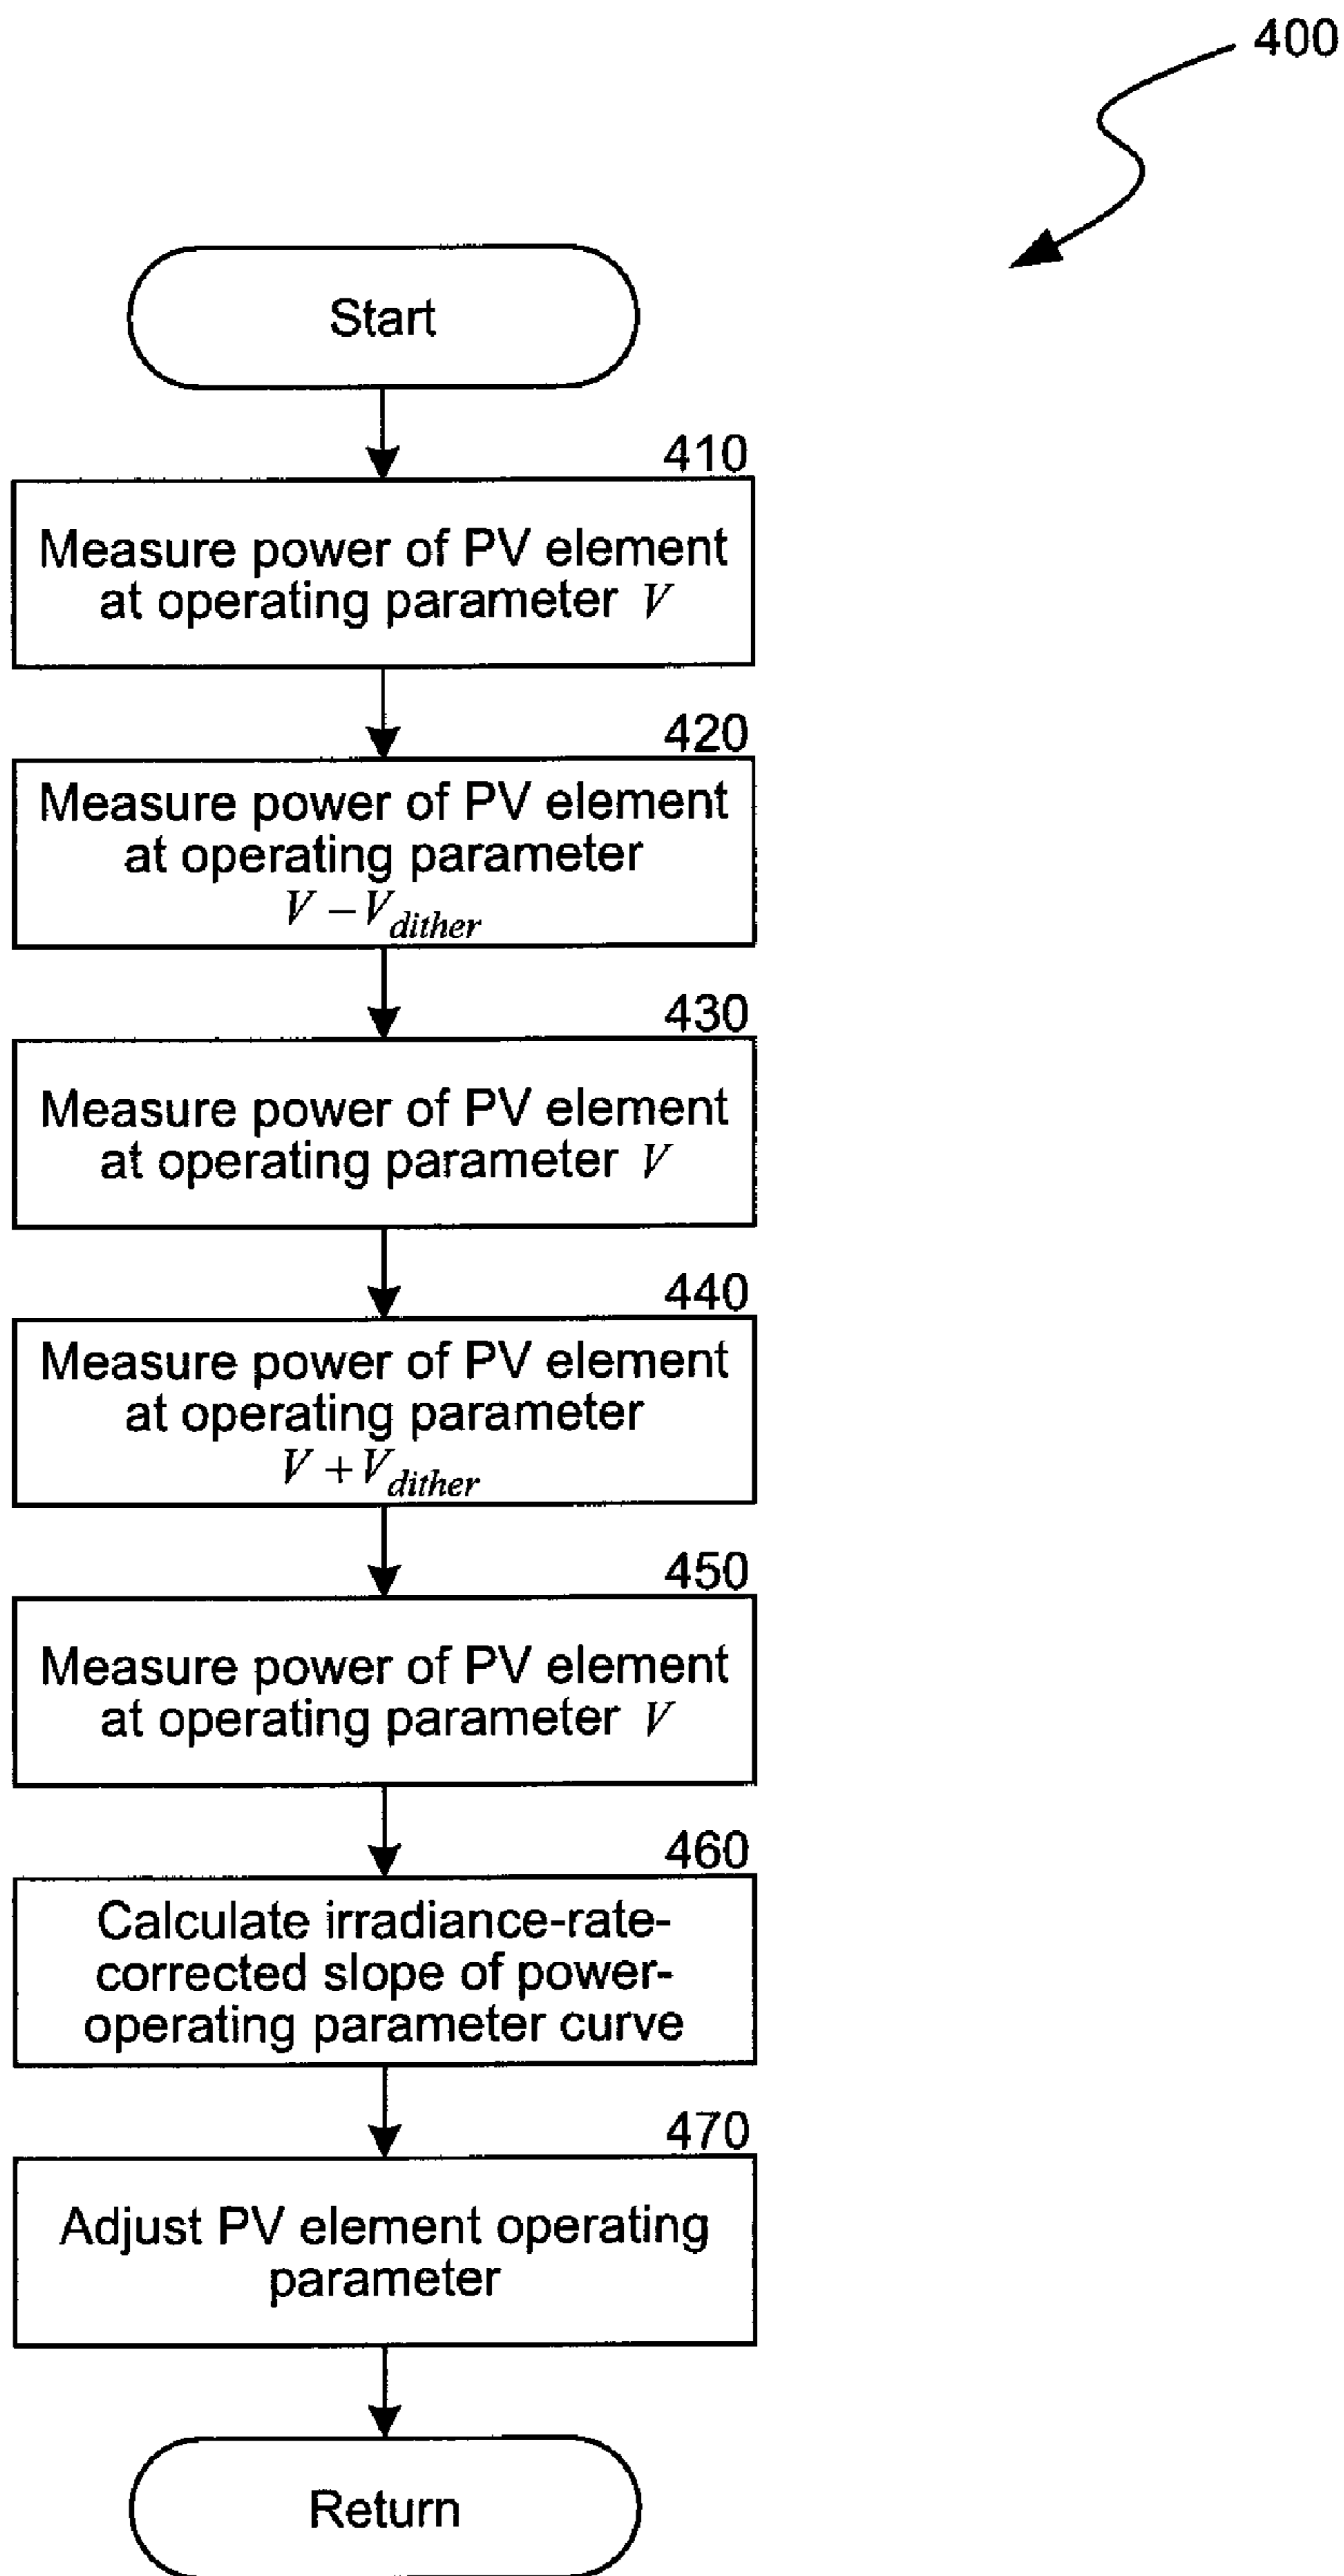 400
Start
410
Measure power of PV element
at operating parameter V
420
Measure power of PV element
at operating parameter
V − Vdither
430
Measure power of PV element
at operating parameter V
440
Measure power of PV element
at operating parameter
V + Vdither
450
Measure power of PV element
at operating parameter V
460
Calculate irradiance-rate-
corrected slope of power-
operating parameter curve
470
Adjust PV element operating
parameter
Return